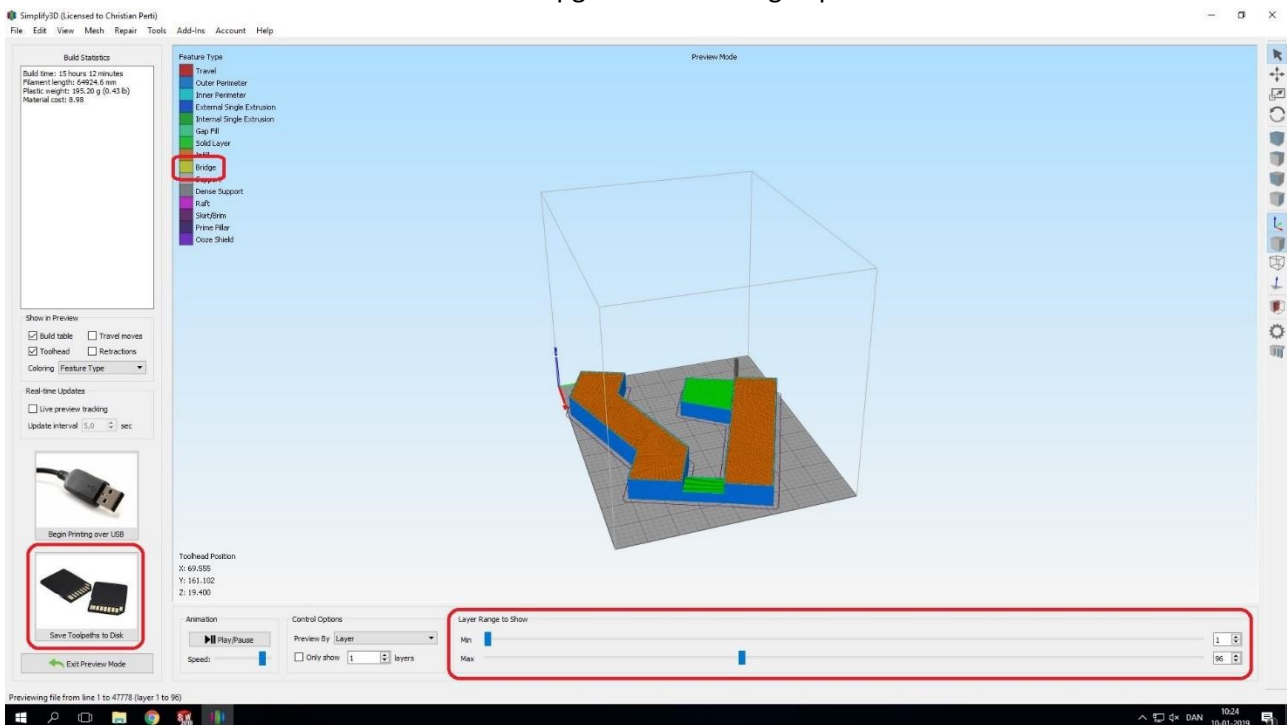 Simplify3D (Licensed to Christian Perti)
File Edit View Mesh Repair Tools Add-Ins Account Help
Build Statistics
Build time: 15 hours 12 minutes
Filament length: 64924.6 mm
Plastic weight: 195.20 g (0.43 lb)
Material cost: 8.98
Feature Type
Preview Mode
Travel
Outer Perimeter
Inner Perimeter
External Single Extrusion
Internal Single Extrusion
Gap Fill
Solid Layer
Infill
Bridge
Support
Dense Support
Raft
Skirt/Brim
Prime Pillar
Ooze Shield
Show in Preview
Build table Travel moves
Toolhead Retractions
Coloring Feature Type
Real-time Updates
Live preview tracking
Update interval 5,0 sec
Begin Printing over USB
Save Toolpaths to Disk
Exit Preview Mode
Toolhead Position
X: 69.555
Y: 161.102
Z: 19.400
Animation
Play/Pause
Speed:
Control Options
Preview By Layer
Only show 1 layers
Layer Range to Show
Min 1
Max 96
Previewing file from line 1 to 47778 (layer 1 to 96)
DAN
10:24
10-01-2019